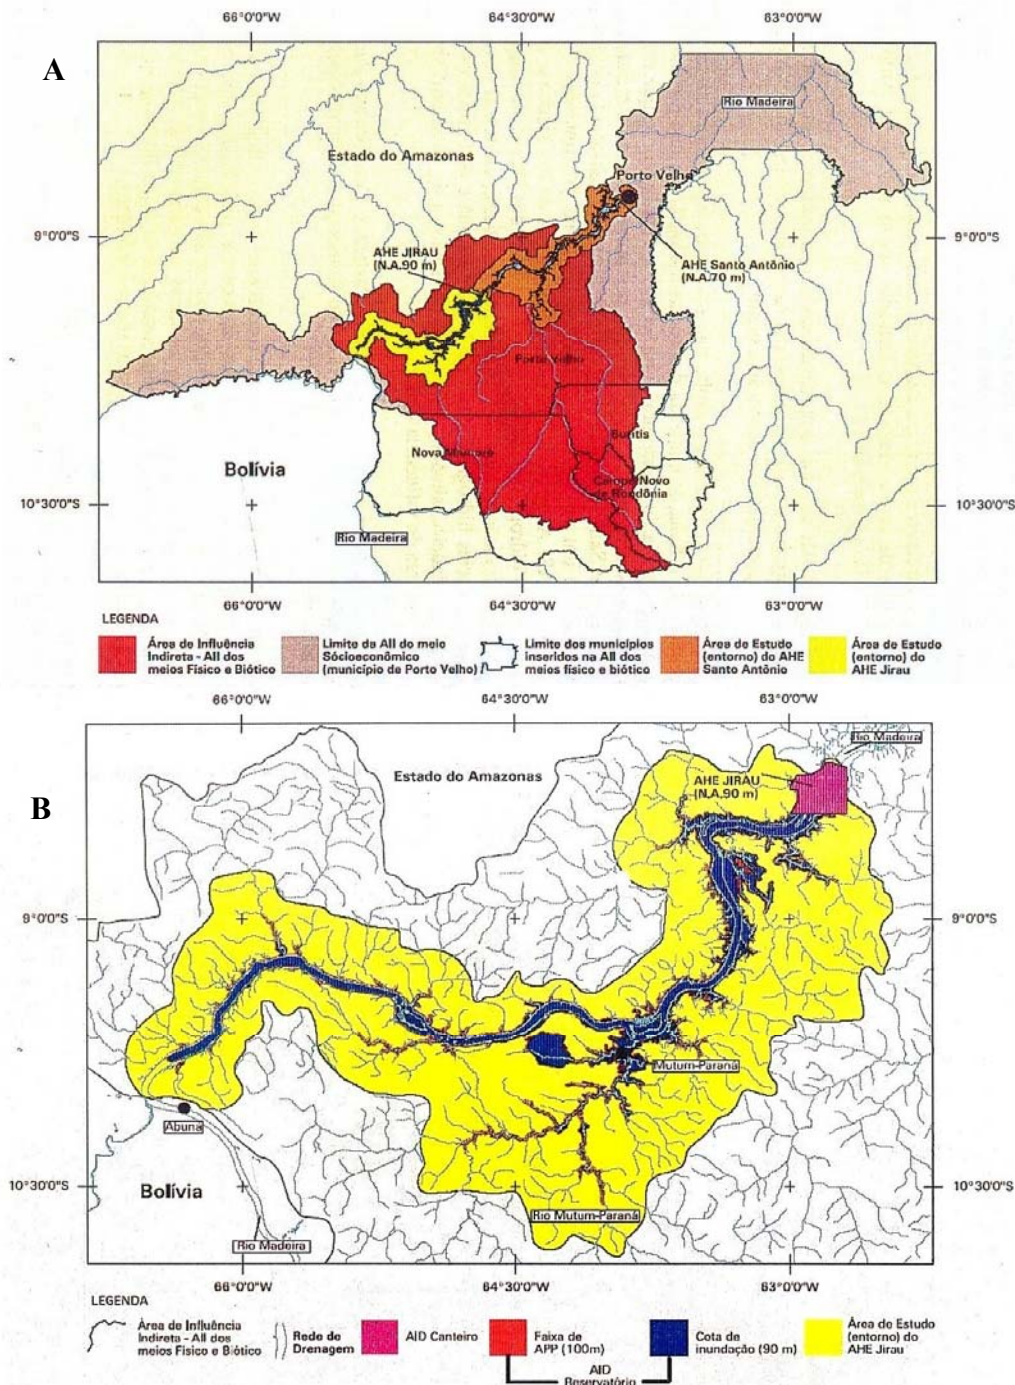 66°0'0"W 64°30'0"W 63°0'0"W
A
Rio Madeira
Estado do Amazonas
Porto Velho
9°0'0"S 9°0'0"S
AHE JIRAU
(N.A.90 m)
AHE Santo Antônio
(N.A.70 m)
Porto Velho
Buritis
Nova Mamoré
Campo Novo
de Rondônia
Bolívia
10°30'0"S 10°30'0"S
Rio Madeira
66°0'0"W 64°30'0"W 63°0'0"W
LEGENDA
Área de Influência
Indireta - AII dos
meios Físico e Biótico
Limite da AII do meio
Sócioeconômico
(município de Porto Velho)
Limite dos municípios
inseridos na AII dos
meios físico e biótico
Área de Estudo
(entorno) do AHE
Santo Antônio
Área de Estudo
(entorno) do
AHE Jirau
66°0'0"W 64°30'0"W 63°0'0"W
Rio Madeira
Estado do Amazonas
AHE JIRAU
(N.A.90 m)
B
9°0'0"S 9°0'0"S
Mutum-Paraná
Abunã
Bolívia
10°30'0"S 10°30'0"S
Rio Mutum-Paraná
Rio Madeira
66°0'0"W 64°30'0"W 63°0'0"W
LEGENDA
Área de Influência
Indireta - AII dos
meios Físico e Biótico
Rede de
Drenagem
AID Canteiro
Faixa de
APP (100m)
Cota de
inundação (90 m)
AID
Reservatório
Área de Estudo
(entorno) do
AHE Jirau